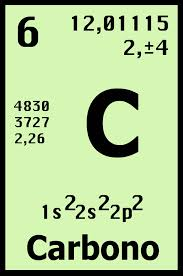 6 12,01115
2,±4
4830
3727
2,26
C
1s²2s²2p²
Carbono